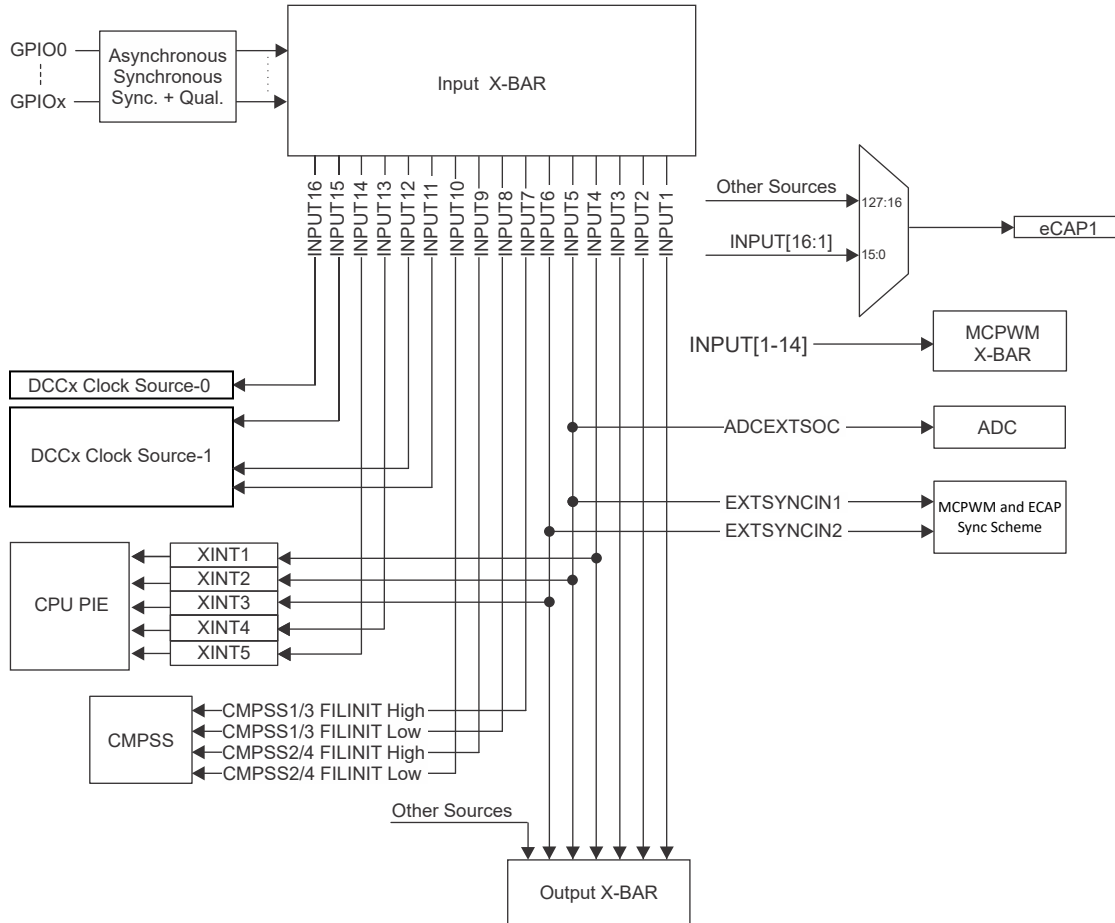 GPIO0
GPIOx
Asynchronous
Synchronous
Sync. + Qual.
Input X-BAR
INPUT16
INPUT15
INPUT14
INPUT13
INPUT12
INPUT11
INPUT10
INPUT9
INPUT8
INPUT7
INPUT6
INPUT5
INPUT4
INPUT3
INPUT2
INPUT1
Other Sources
127:16
INPUT[16:1]
15:0
eCAP1
INPUT[1-14]
MCPWM
X-BAR
DCCx Clock Source-0
DCCx Clock Source-1
ADCEXTSOC
ADC
EXTSYNCIN1
EXTSYNCIN2
MCPWM and ECAP
Sync Scheme
CPU PIE
XINT1
XINT2
XINT3
XINT4
XINT5
CMPSS
CMPSS1/3 FILINIT High
CMPSS1/3 FILINIT Low
CMPSS2/4 FILINIT High
CMPSS2/4 FILINIT Low
Other Sources
Output X-BAR